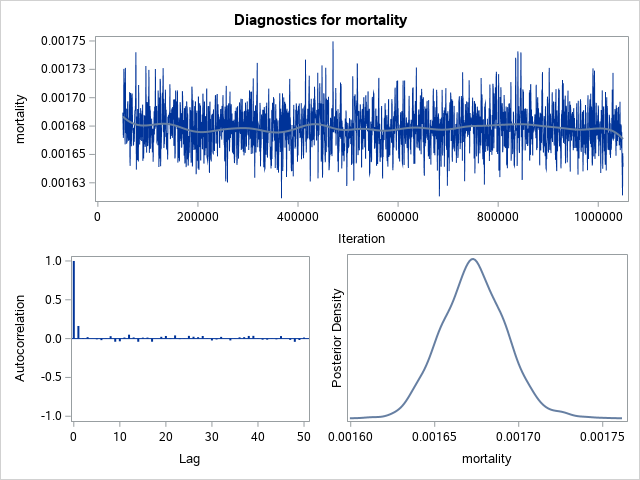 Diagnostics for mortality
mortality
0.00175
0.00173
0.00170
0.00168
0.00165
0.00163
0 200000 400000 600000 800000 1000000
Iteration
Autocorrelation
1.0
0.5
0.0
-0.5
-1.0
0 10 20 30 40 50
Lag
Posterior Density
0.00160 0.00165 0.00170 0.00175
mortality